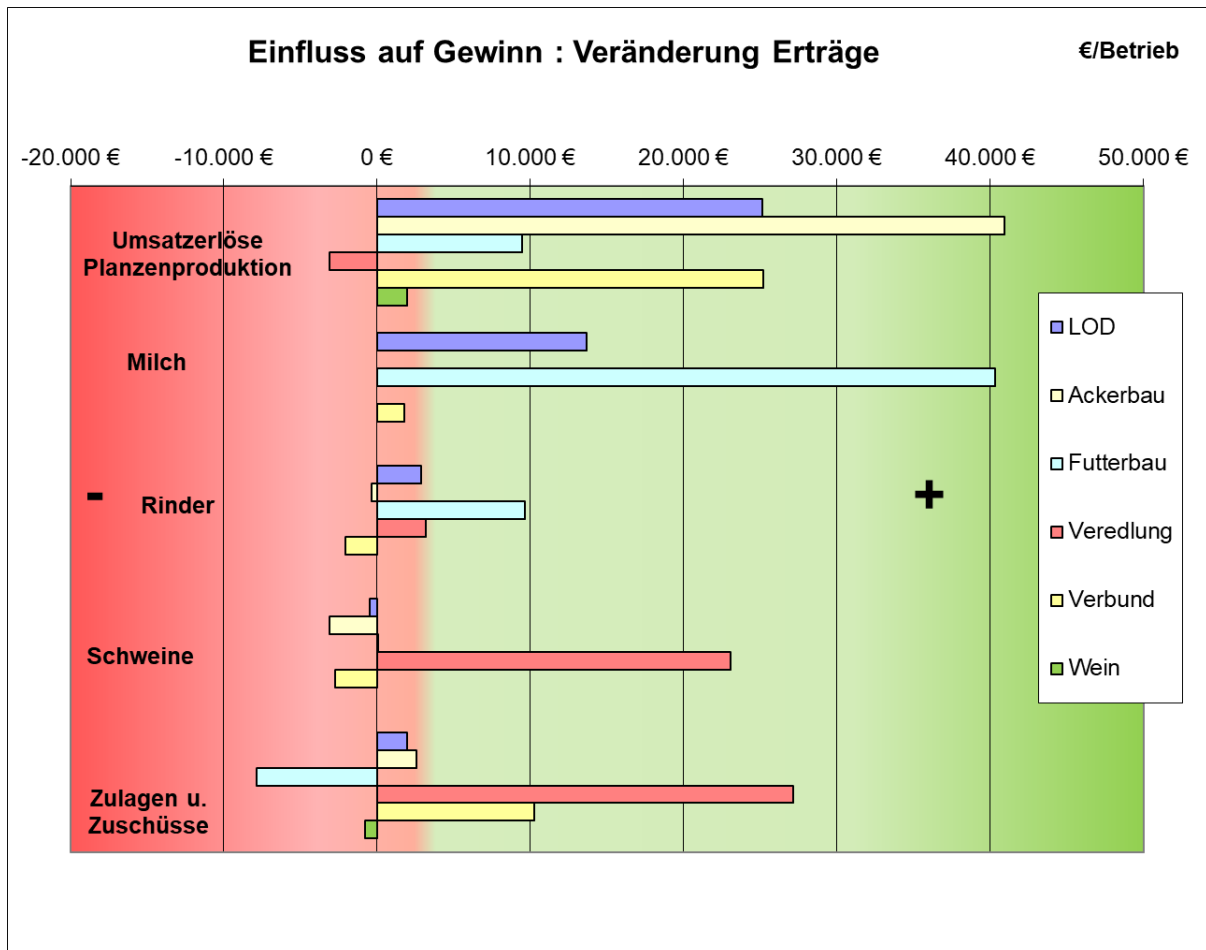 Einfluss auf Gewinn : Veränderung Erträge
€/Betrieb
-20.000 € -10.000 € 0 € 10.000 € 20.000 € 30.000 € 40.000 € 50.000 €
Umsatzerlöse
Planzenproduktion
Milch
- Rinder +
Schweine
Zulagen u.
Zuschüsse
LOD
Ackerbau
Futterbau
Veredlung
Verbund
Wein